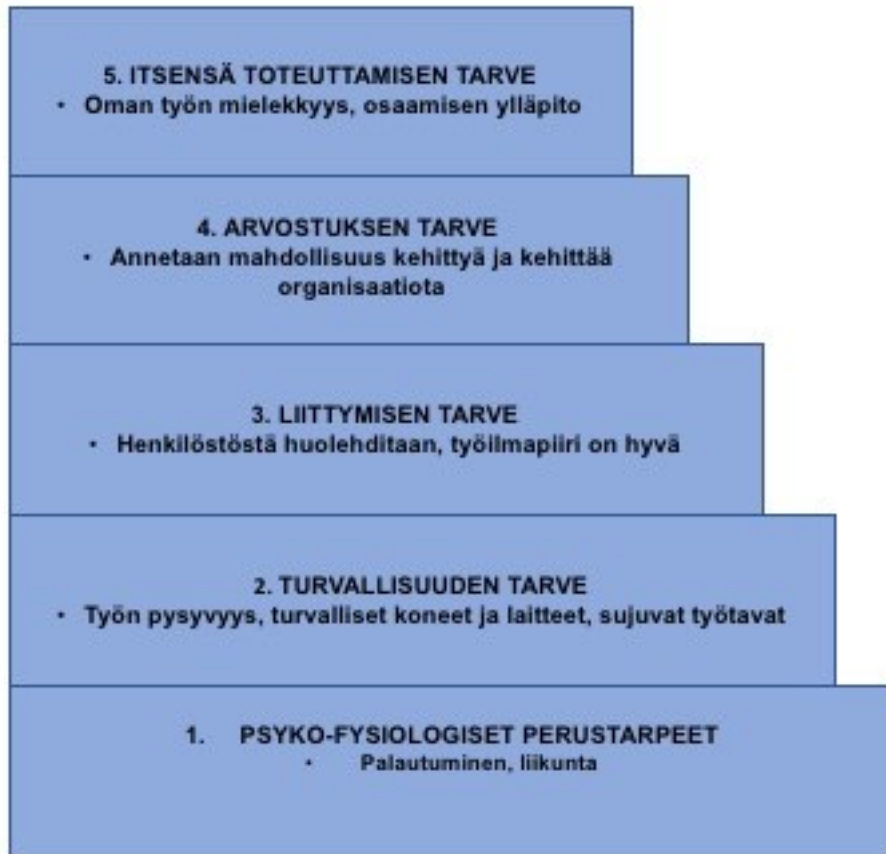 5. ITSENSÄ TOTEUTTAMISEN TARVE
• Oman työn mielekkyys, osaamisen ylläpito
4. ARVOSTUKSEN TARVE
• Annetaan mahdollisuus kehittyä ja kehittää
organisaatiota
3. LIITTYMISEN TARVE
• Henkilöstöstä huolehditaan, työilmapiiri on hyvä
2. TURVALLISUUDEN TARVE
• Työn pysyvyys, turvalliset koneet ja laitteet, sujuvat työtavat
1. PSYKO-FYSIOLOGISET PERUSTARPEET
• Palautuminen, liikunta